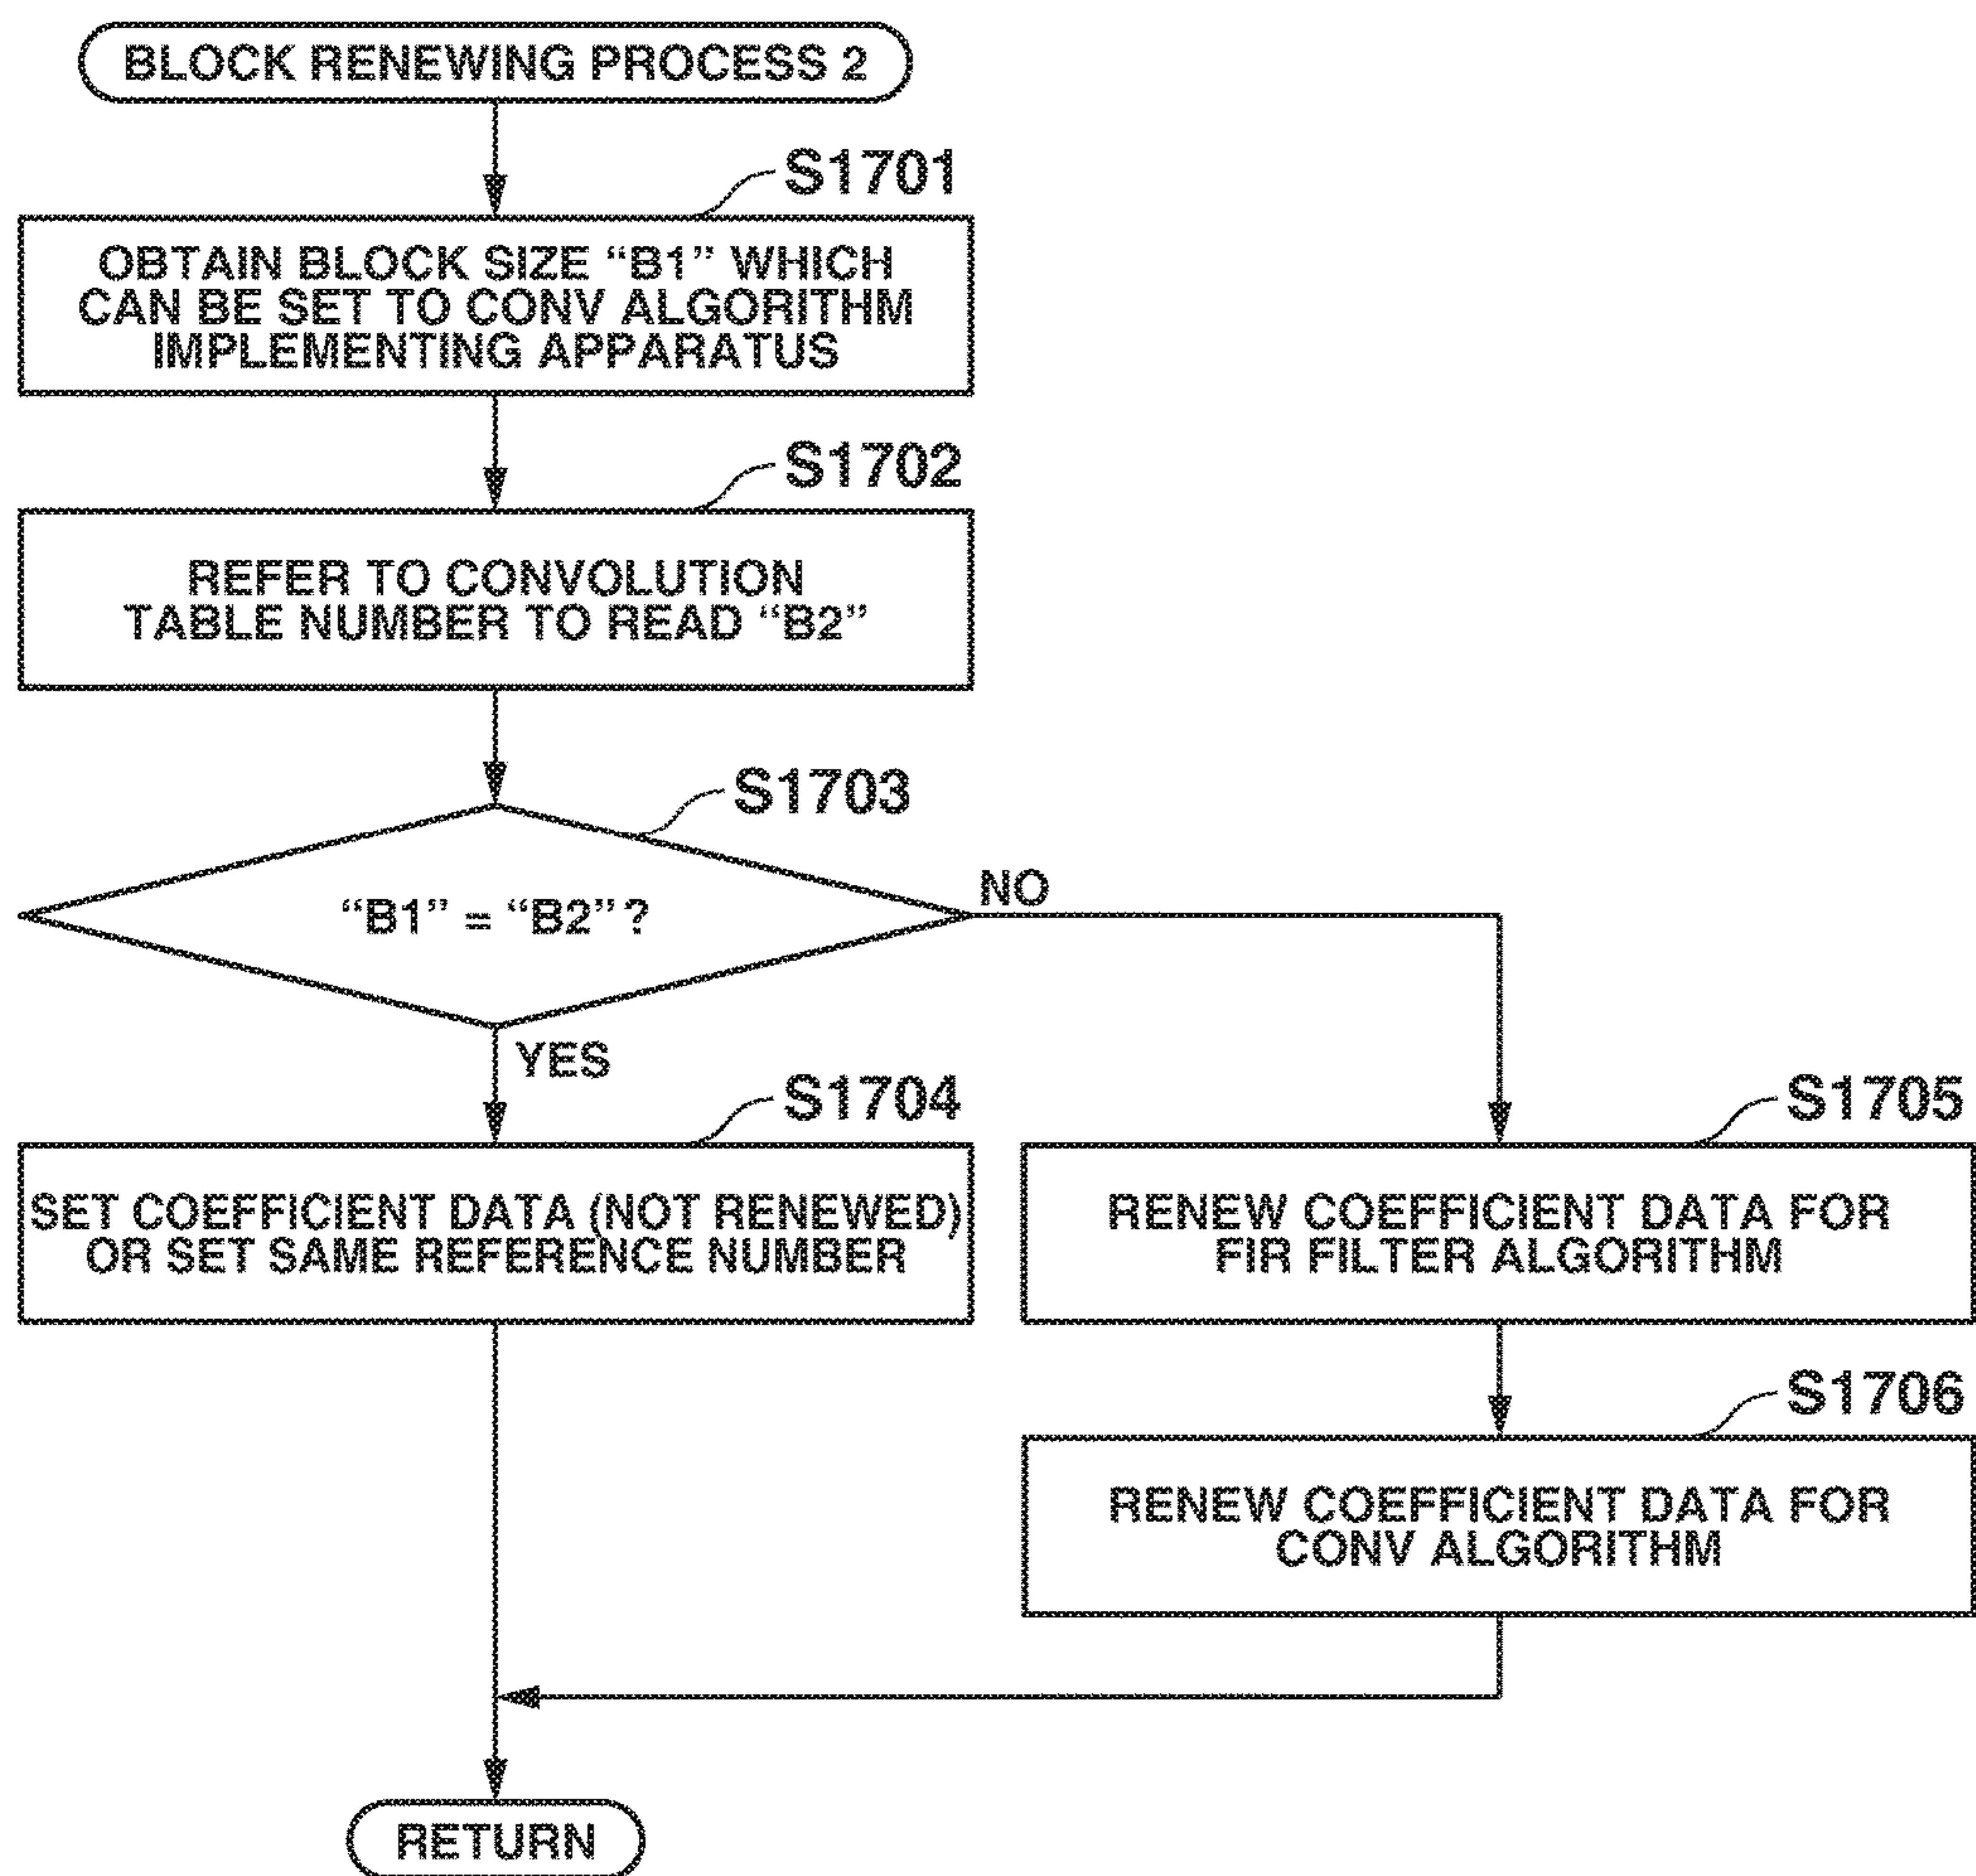 BLOCK RENEWING PROCESS 2
S1701
OBTAIN BLOCK SIZE “B1” WHICH
CAN BE SET TO CONV ALGORITHM
IMPLEMENTING APPARATUS
S1702
REFER TO CONVOLUTION
TABLE NUMBER TO READ “B2”
S1703
“B1” = “B2”?
NO
YES
S1704
SET COEFFICIENT DATA (NOT RENEWED)
OR SET SAME REFERENCE NUMBER
S1705
RENEW COEFFICIENT DATA FOR
FIR FILTER ALGORITHM
S1706
RENEW COEFFICIENT DATA FOR
CONV ALGORITHM
RETURN